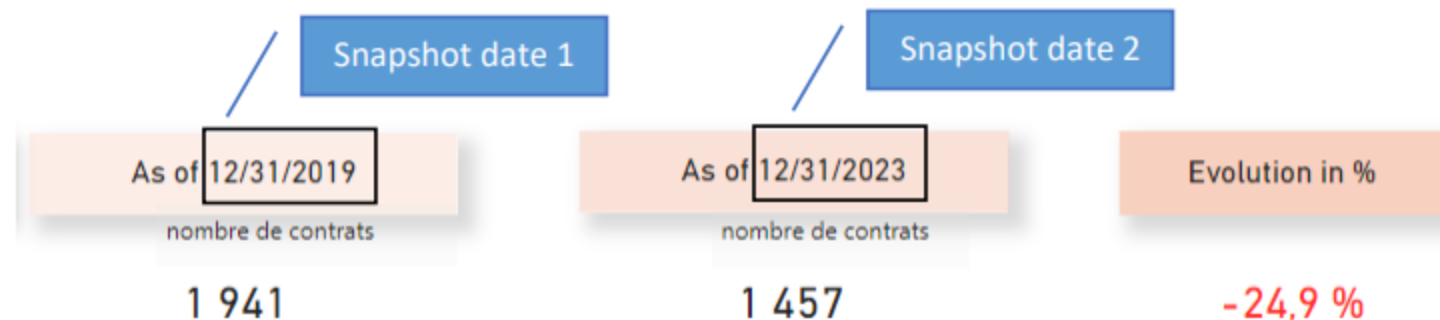 Snapshot date 1
Snapshot date 2
As of 12/31/2019
As of 12/31/2023
Evolution in %
nombre de contrats
nombre de contrats
1 941
1 457
-24,9 %